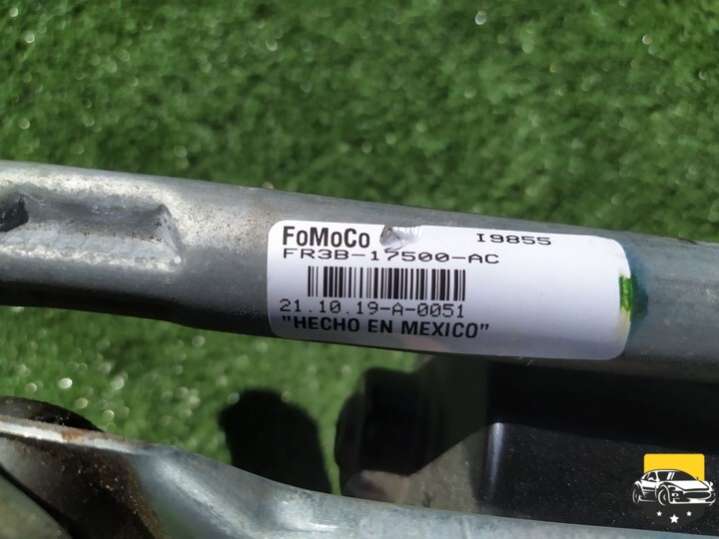 FoMoCo I9855
FR3B-17500-AC
21.10.19-A-0051
"HECHO EN MEXICO"